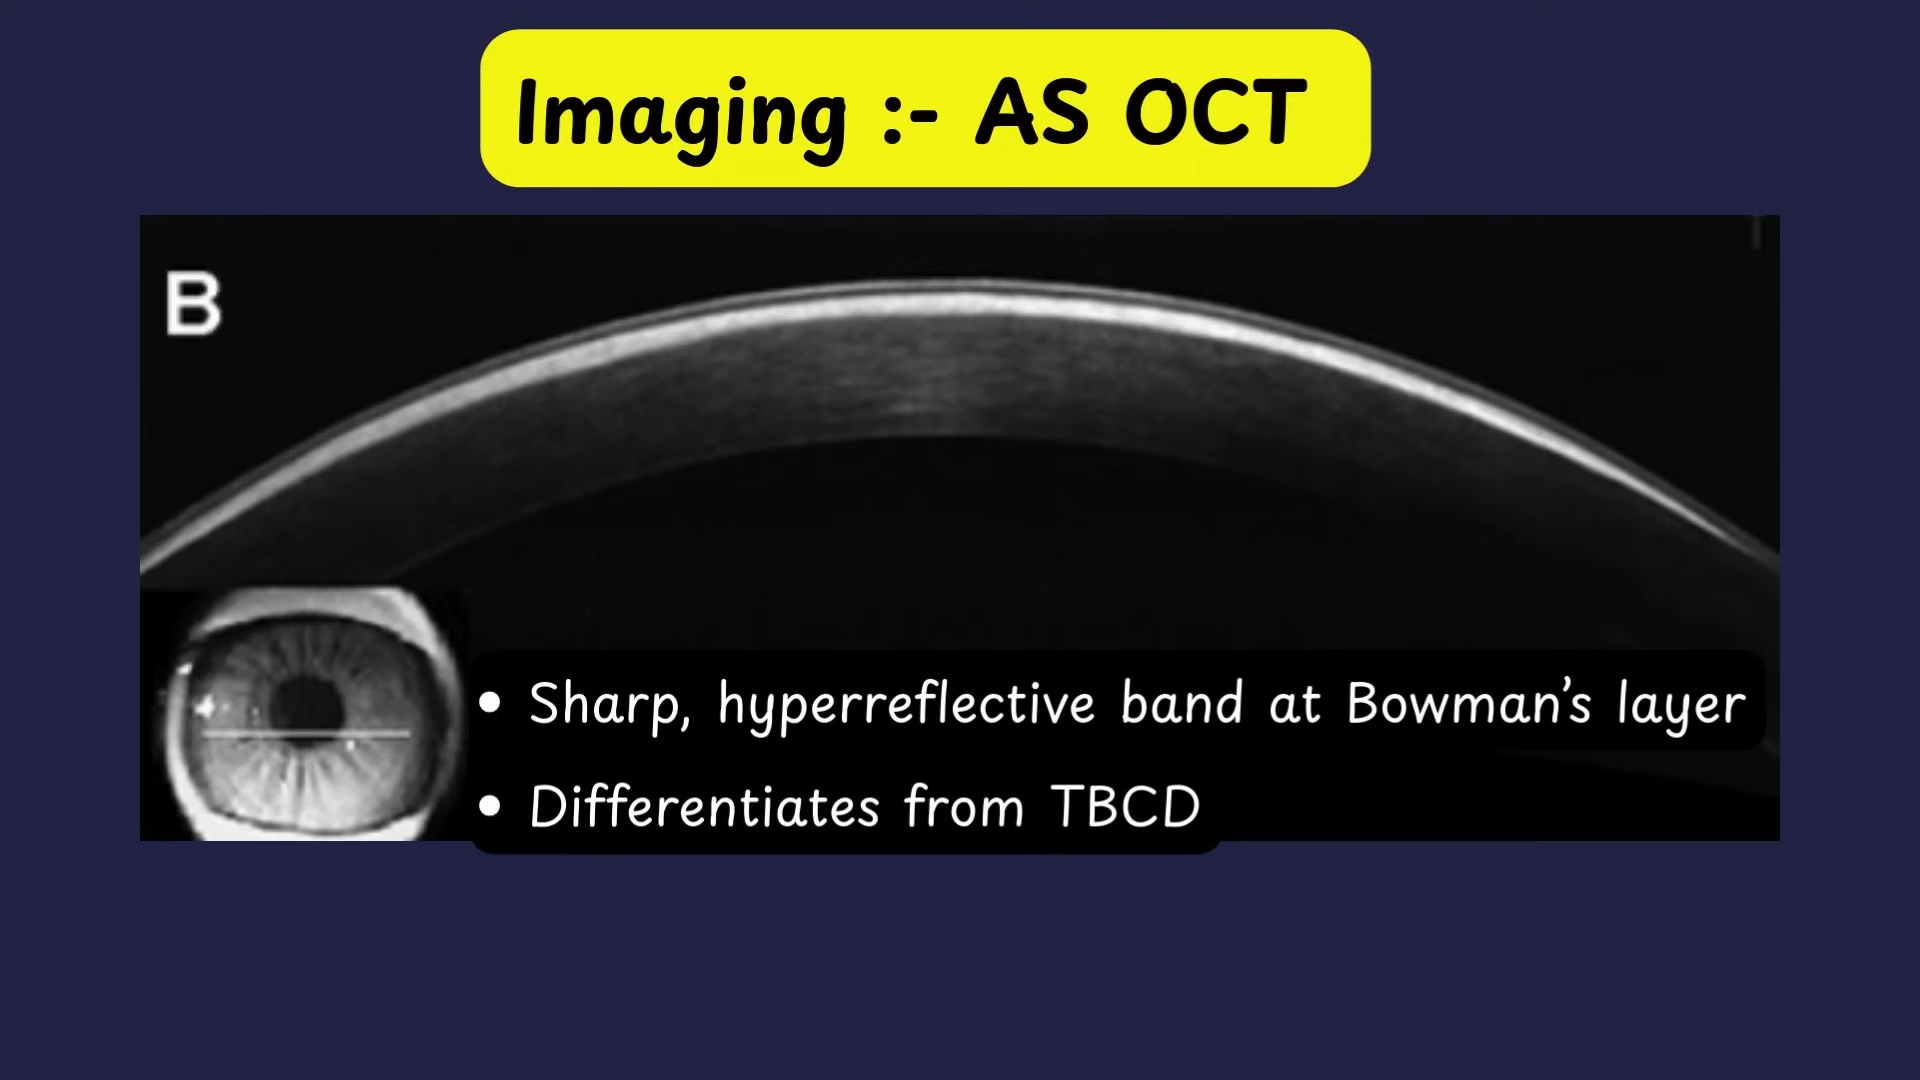 Imaging :- AS OCT
B
• Sharp, hyperreflective band at Bowman’s layer
• Differentiates from TBCD